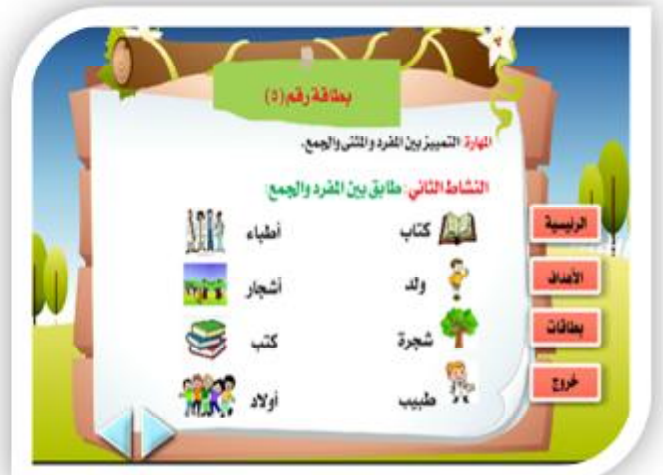 بطاقة رقم (٥)
المهارة التمييز بين المفرد والمثنى والجمع.
النشاط الثاني: طابق بين المفرد والجمع:
كتاب أطباء
ولد أشجار
شجرة كتب
طبيب أولاد
الرئيسية
الأهداف
بطاقات
خروج